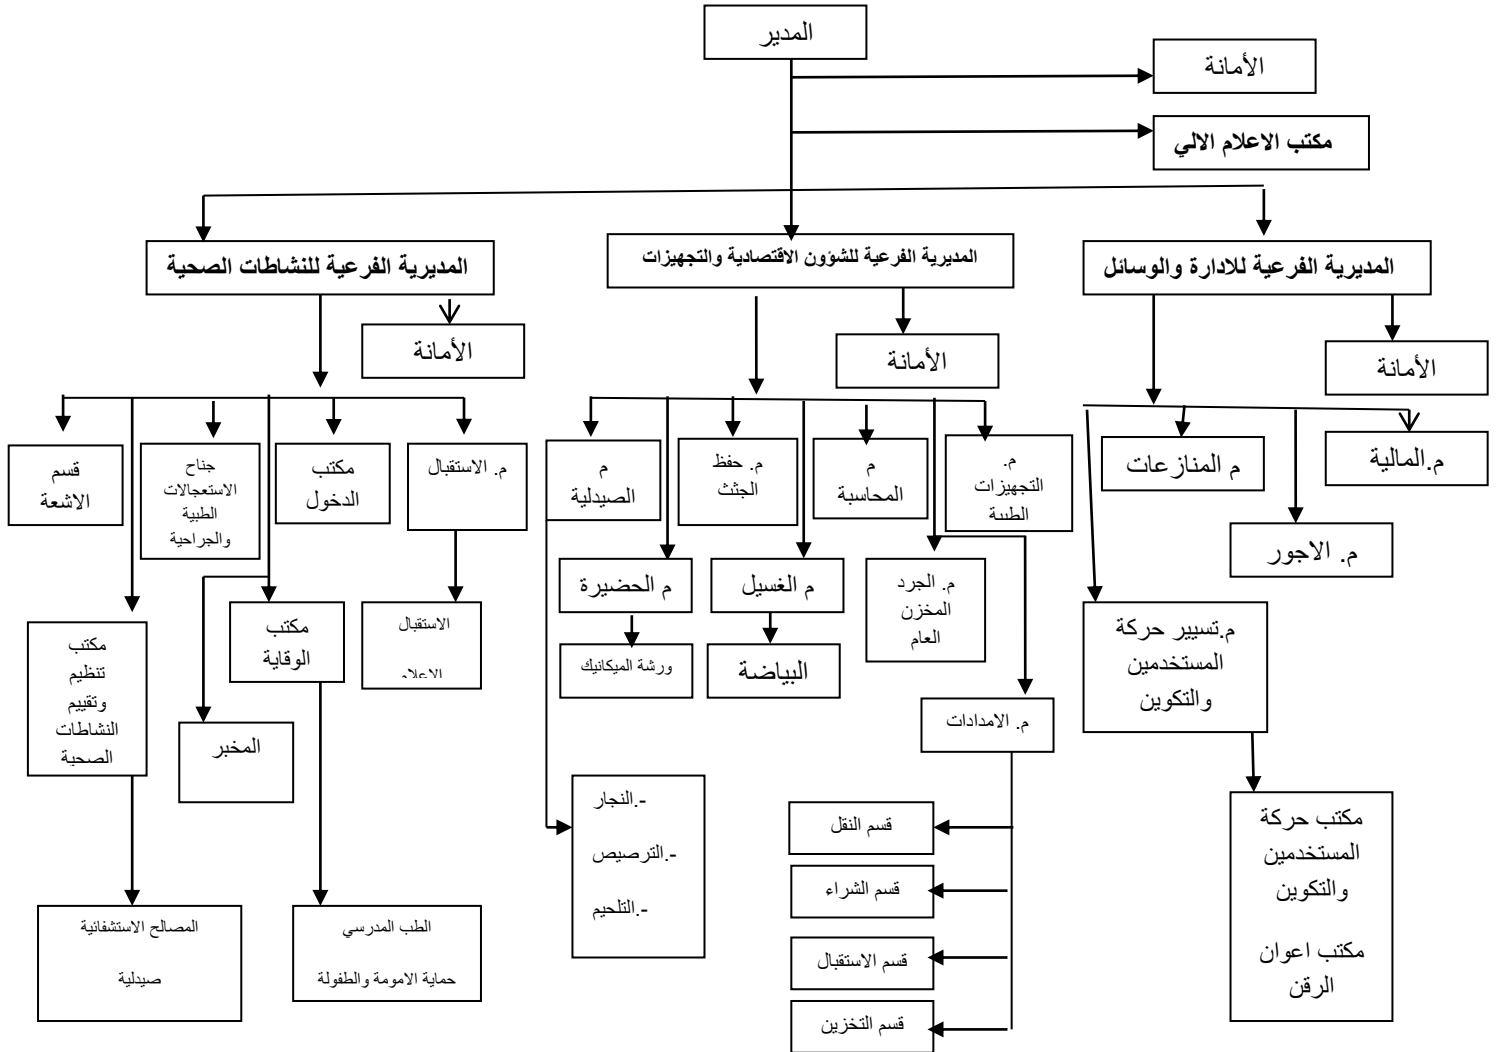 المدير
الأمانة
مكتب الاعلام الالي
المديرية الفرعية للادارة والوسائل
المديرية الفرعية للشؤون الاقتصادية والتجهيزات
المديرية الفرعية للنشاطات الصحية
الأمانة
الأمانة
الأمانة
م.المالية
م المنازعات
م. الاجور
م.تسيير حركة
المستخدمين
والتكوين
مكتب حركة
المستخدمين
والتكوين
مكتب اعوان
الرقن
م.
التجهيزات
الطبية
م
المحاسبة
م. حفظ
الجثث
م
الصيدلية
م. الجرد
المخزن
العام
م الغسيل
م الحضيرة
البياضة
ورشة الميكانيك
م. الامدادات
-.النجار
-.الترصيص
-.التلحيم
قسم النقل
قسم الشراء
قسم الاستقبال
قسم التخزين
م. الاستقبال
مكتب
الدخول
جناح
الاستعجالات
الطبية
والجراحية
قسم
الاشعة
الاستقبال
الاعلام
مكتب
الوقاية
مكتب
تنظيم
وتقييم
النشاطات
الصحية
المخبر
الطب المدرسي
حماية الامومة والطفولة
المصالح الاستشفائية
صيدلية